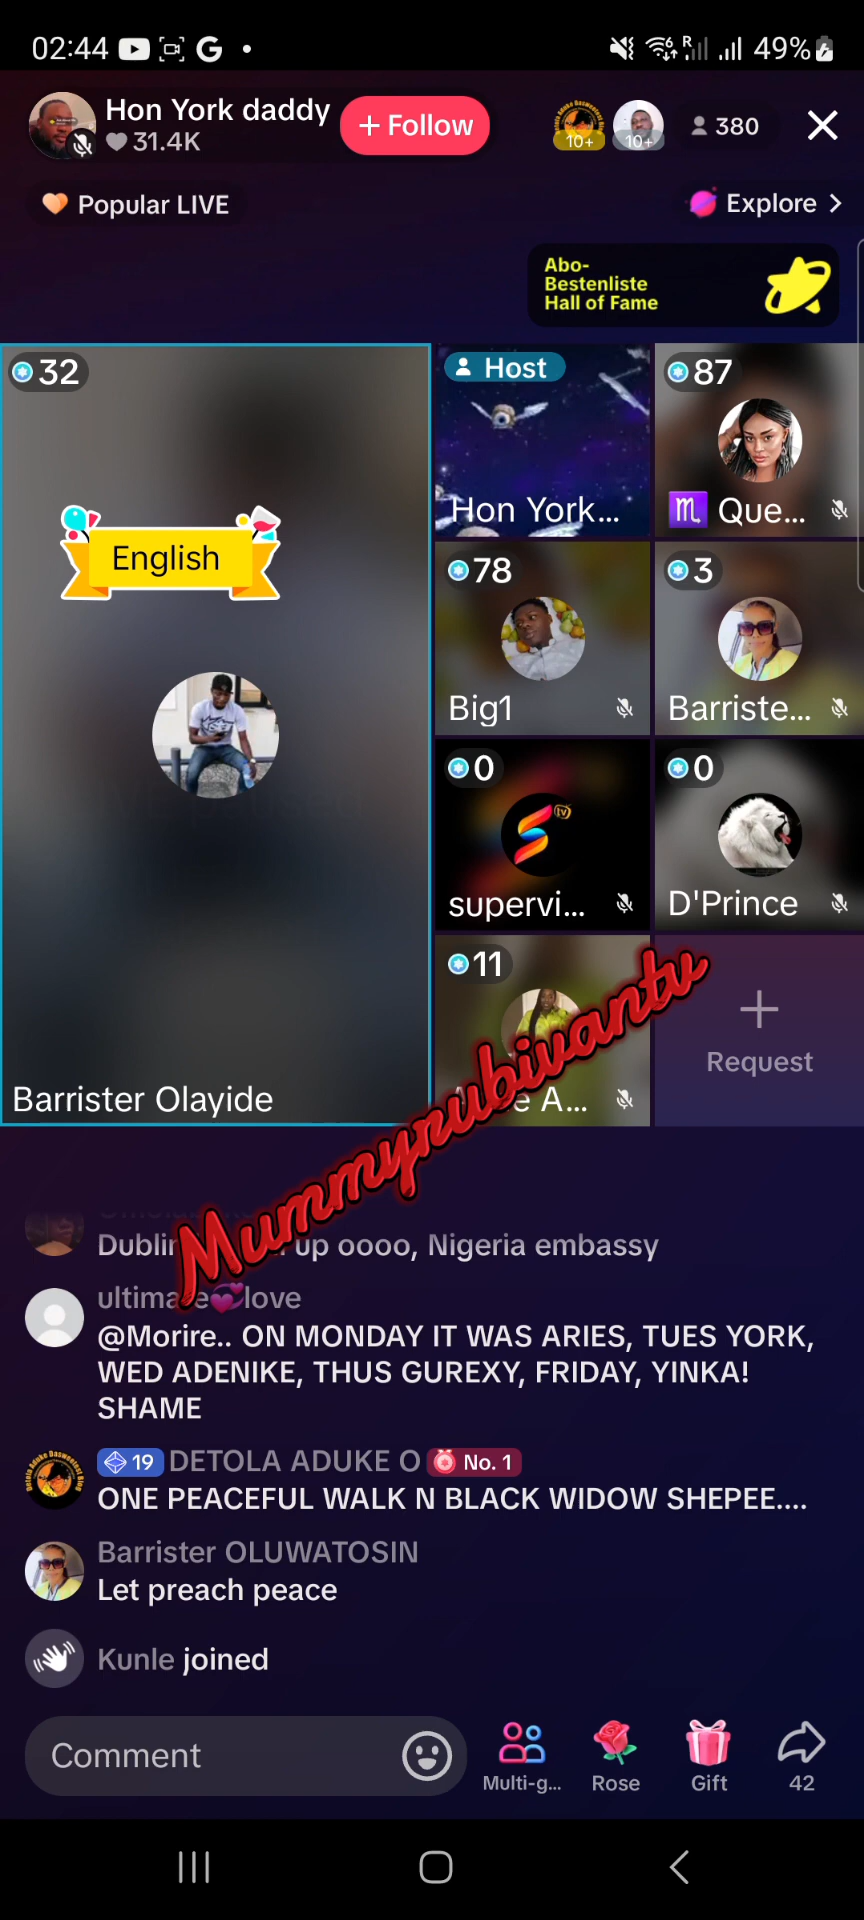 02:44
49%
Hon York daddy
31.4K
+ Follow
10+
10+
380
Popular LIVE
Explore
Abo-
Bestenliste
Hall of Fame
32
English
Barrister Olayide
Host
Hon York...
87
Que...
78
Big1
3
Barriste...
0
supervi...
0
D'Prince
11
A...
Request
Mummyrubivantv
up oooo, Nigeria embassy
love
@Morire.. ON MONDAY IT WAS ARIES, TUES YORK,
WED ADENIKE, THUS GUREXY, FRIDAY, YINKA!
SHAME
19 DETOLA ADUKE O No. 1
ONE PEACEFUL WALK N BLACK WIDOW SHEPEE....
Barrister OLUWATOSIN
Let preach peace
Kunle joined
Comment
Multi-g...
Rose
Gift
42